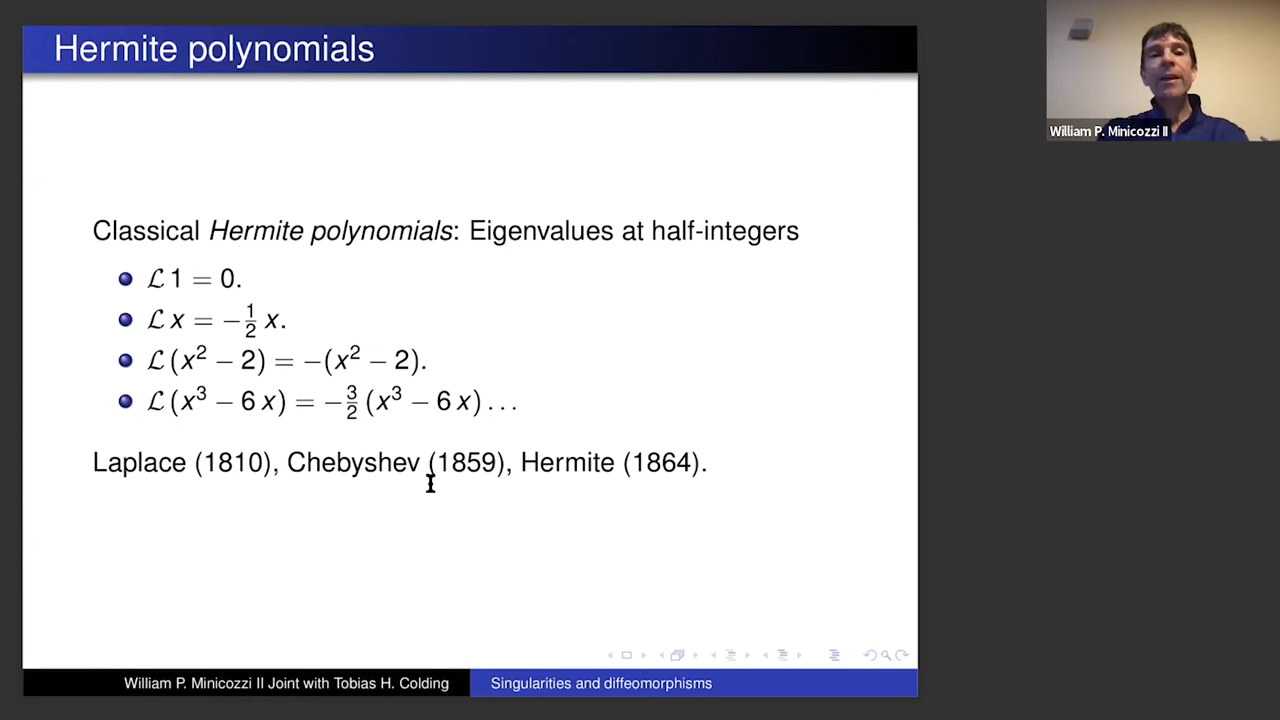 Hermite polynomials
William P. Minicozzi II
Classical Hermite polynomials: Eigenvalues at half-integers
ℒ 1 = 0.
ℒ x = −1/2 x.
ℒ (x² − 2) = −(x² − 2).
ℒ (x³ − 6 x) = −3/2 (x³ − 6 x) . . .
Laplace (1810), Chebyshev (1859), Hermite (1864).
William P. Minicozzi II Joint with Tobias H. Colding
Singularities and diffeomorphisms